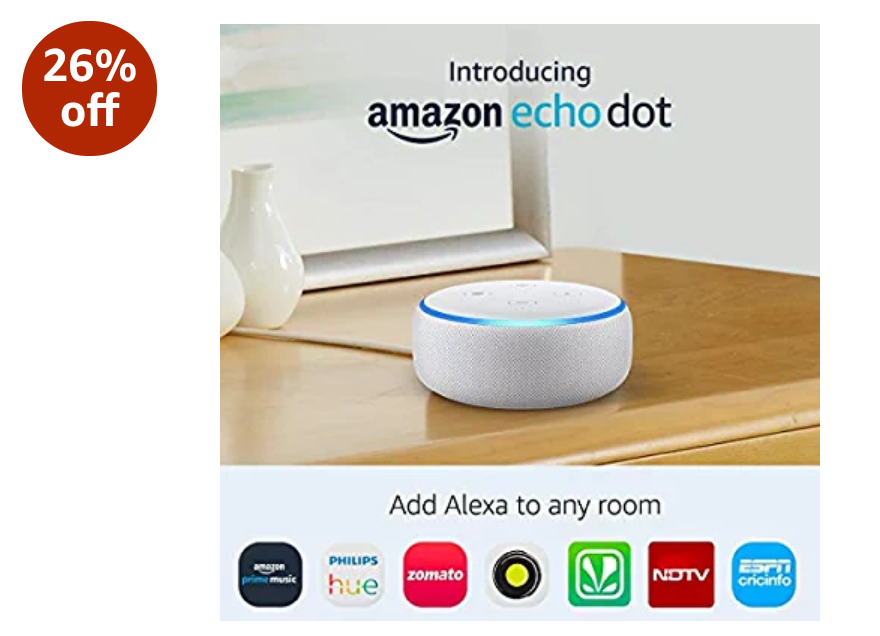 26%
off
Introducing
amazon echo dot
Add Alexa to any room
amazon
prime music
PHILIPS
hue
zomato
NDTV
ESPN
cricinfo